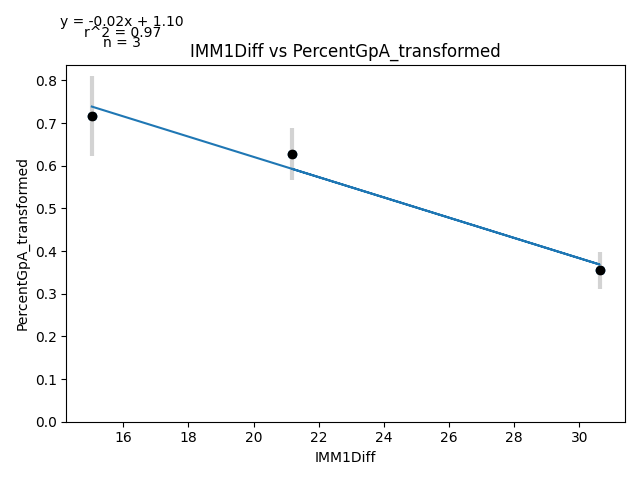 y = -0.02x + 1.10
r^2 = 0.97
n = 3
IMM1Diff vs PercentGpA_transformed
PercentGpA_transformed
0.8
0.7
0.6
0.5
0.4
0.3
0.2
0.1
0.0
16 18 20 22 24 26 28 30
IMM1Diff